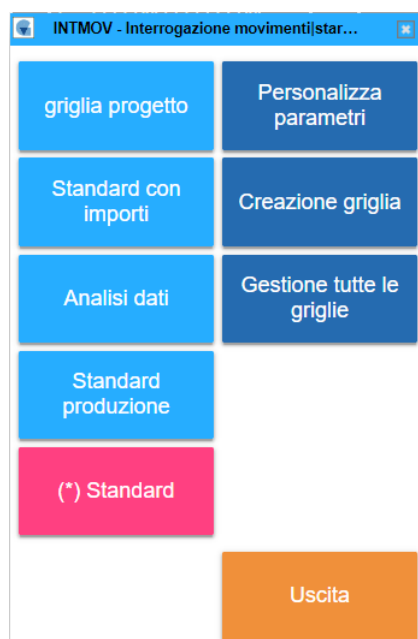 INTMOV - Interrogazione movimenti|star…
griglia progetto
Personalizza
parametri
Standard con
importi
Creazione griglia
Analisi dati
Gestione tutte le
griglie
Standard
produzione
(*) Standard
Uscita